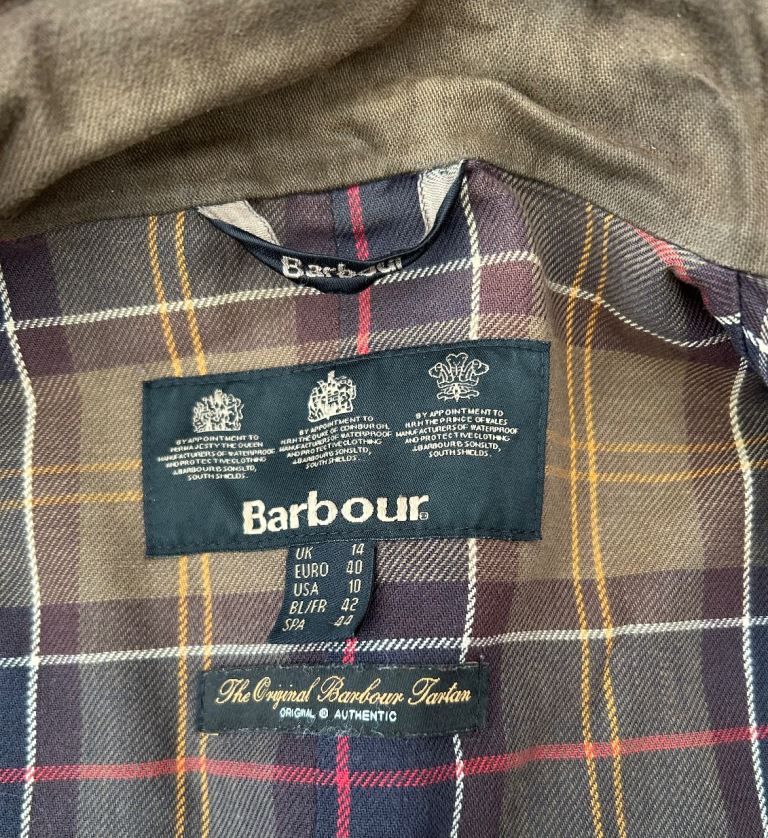 Barbour
BY APPOINTMENT TO
HER MAJESTY THE QUEEN
MANUFACTURERS OF WATERPROOF
AND PROTECTIVE CLOTHING
J.BARBOUR & SONS LTD,
SOUTH SHIELDS.
BY APPOINTMENT TO
H.R.H THE DUKE OF EDINBURGH,
MANUFACTURERS OF WATERPROOF
AND PROTECTIVE CLOTHING
J.BARBOUR & SONS LTD,
SOUTH SHIELDS
BY APPOINTMENT TO
H.R.H THE PRINCE OF WALES
MANUFACTURERS OF WATERPROOF
AND PROTECTIVE CLOTHING
J.BARBOUR & SONS LTD,
SOUTH SHIELDS.
Barbour®
UK 14
EURO 40
USA 10
BL/FR 42
SPA 44
The Original Barbour Tartan
ORIGINAL & AUTHENTIC